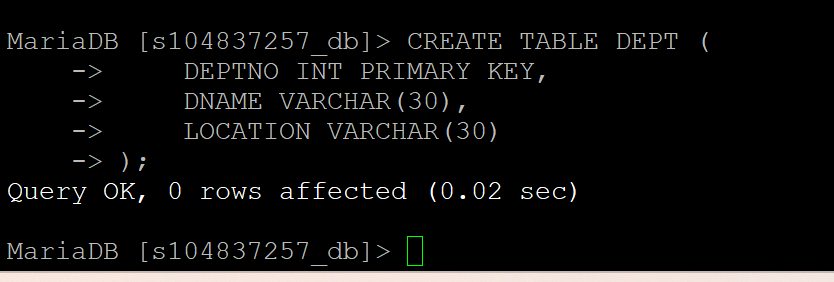 MariaDB [s104837257_db]> CREATE TABLE DEPT (
    ->     DEPTNO INT PRIMARY KEY,
    ->     DNAME VARCHAR(30),
    ->     LOCATION VARCHAR(30)
    -> );
Query OK, 0 rows affected (0.02 sec)
MariaDB [s104837257_db]>